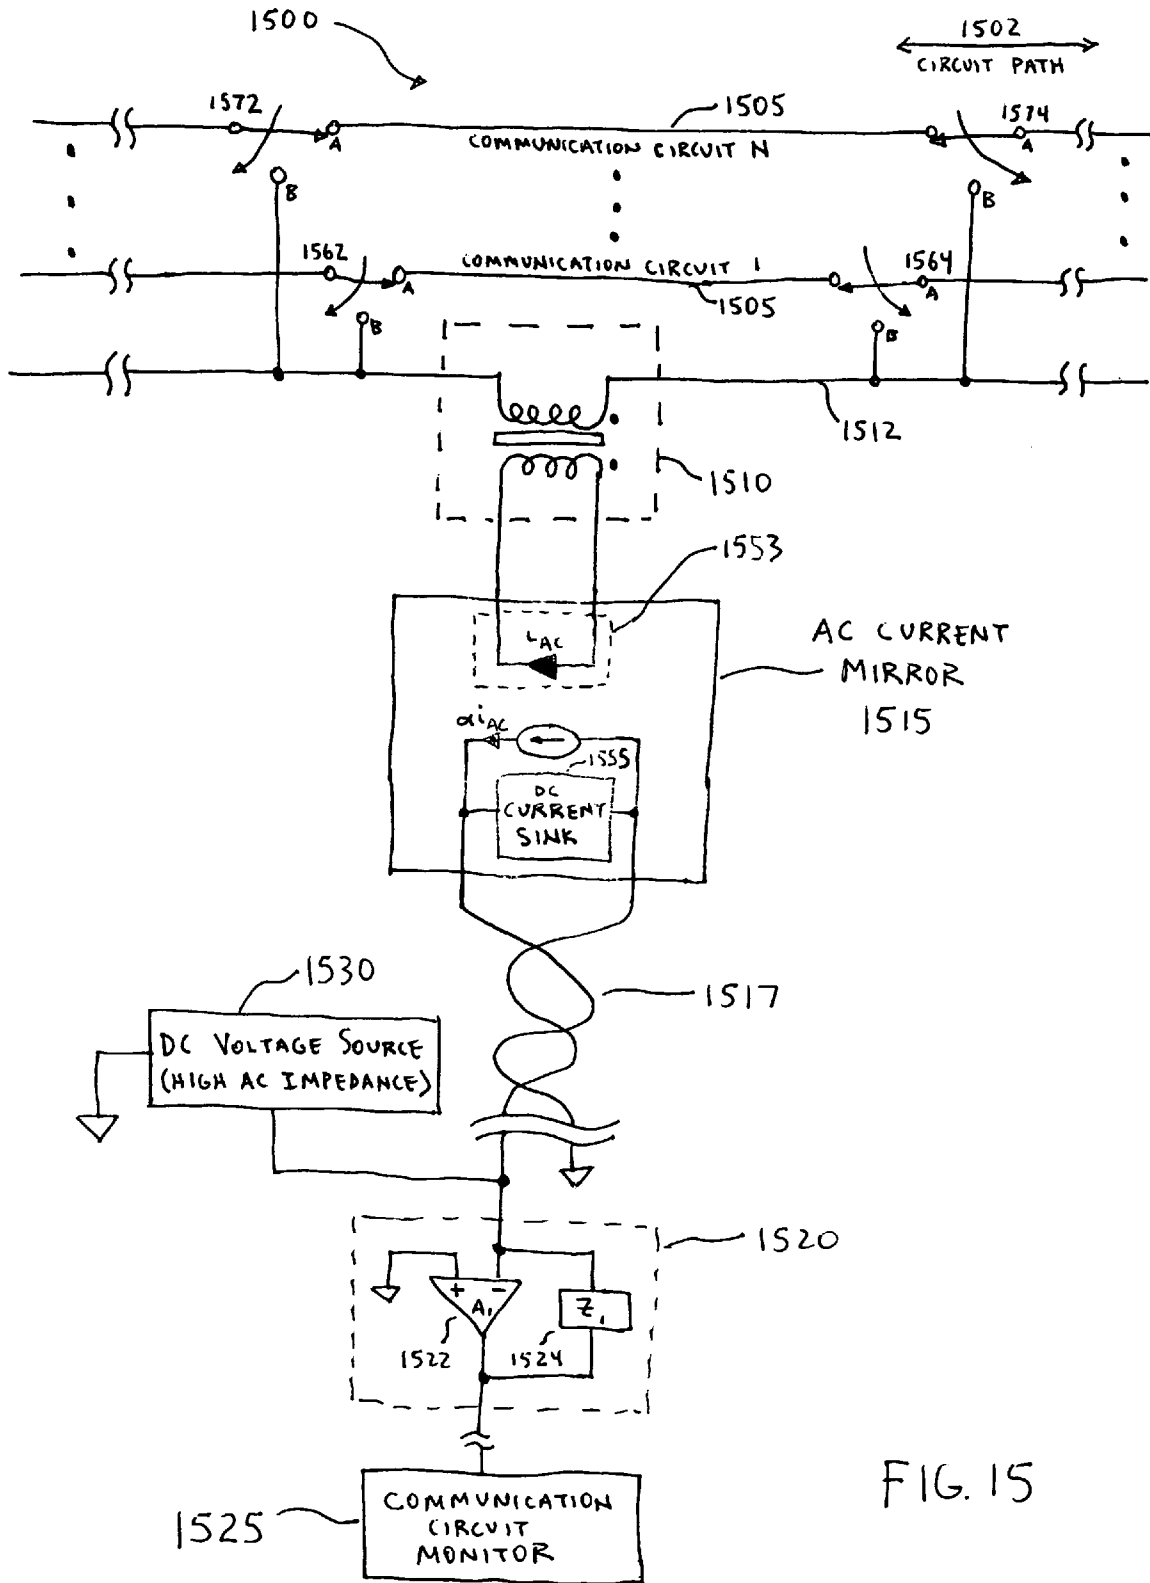 1500
1502
CIRCUIT PATH
1572
1505
1574
A
COMMUNICATION CIRCUIT N
A
B
B
1562
COMMUNICATION CIRCUIT 1
1564
A
1505
A
B
B
1512
1510
1553
iAC
AC CURRENT
MIRROR
1515
αiAC
1555
DC
CURRENT
SINK
1530
1517
DC VOLTAGE SOURCE
(HIGH AC IMPEDANCE)
1520
+ −
A1
Z1
1522
1524
COMMUNICATION
CIRCUIT
MONITOR
1525
FIG. 15